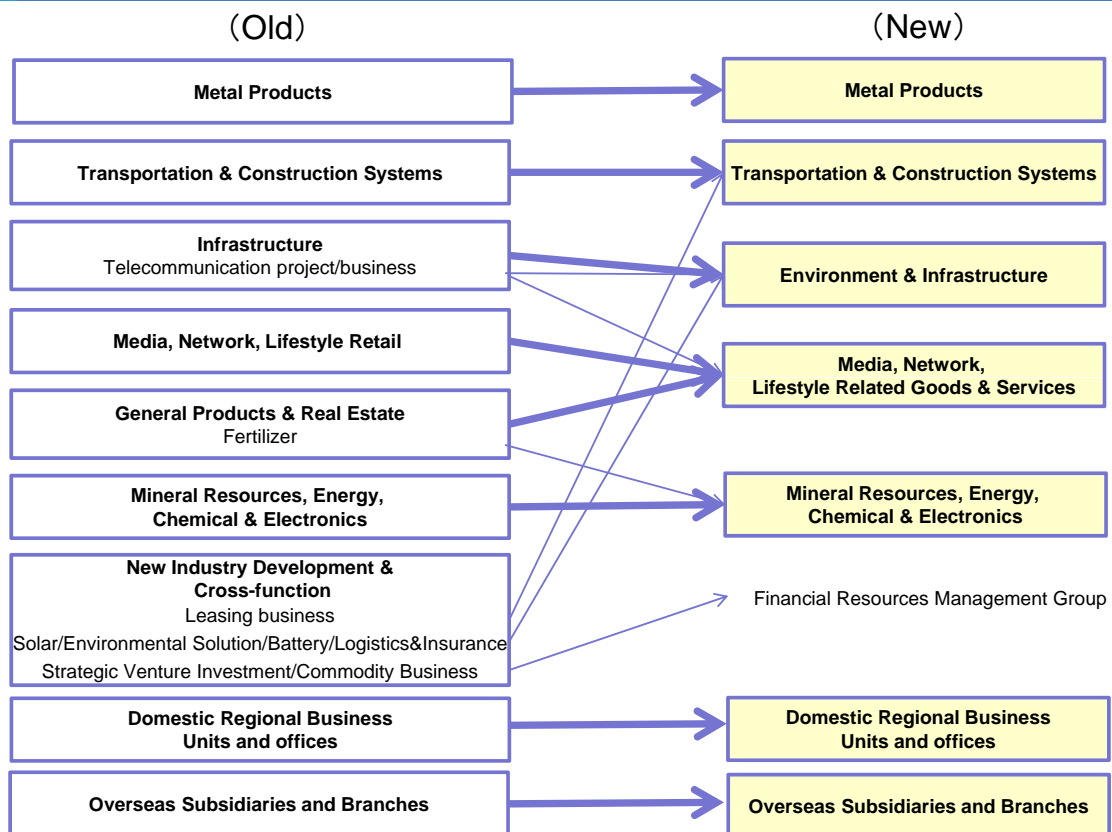 （Old）
Metal Products
Transportation & Construction Systems
Infrastructure
Telecommunication project/business
Media, Network, Lifestyle Retail
General Products & Real Estate
Fertilizer
Mineral Resources, Energy,
Chemical & Electronics
New Industry Development &
Cross-function
Leasing business
Solar/Environmental Solution/Battery/Logistics&Insurance
Strategic Venture Investment/Commodity Business
Domestic Regional Business
Units and offices
Overseas Subsidiaries and Branches
（New）
Metal Products
Transportation & Construction Systems
Environment & Infrastructure
Media, Network,
Lifestyle Related Goods & Services
Mineral Resources, Energy,
Chemical & Electronics
Financial Resources Management Group
Domestic Regional Business
Units and offices
Overseas Subsidiaries and Branches